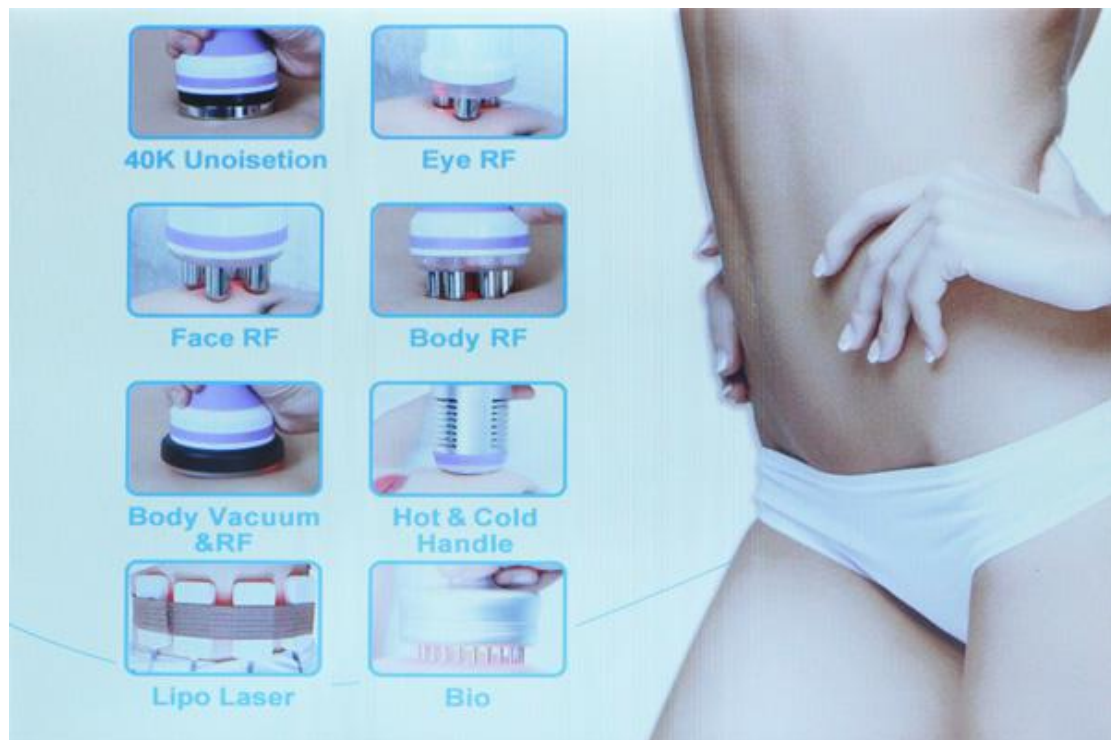 40K Unoisetion
Eye RF
Face RF
Body RF
Body Vacuum
&RF
Hot & Cold
Handle
Lipo Laser
Bio